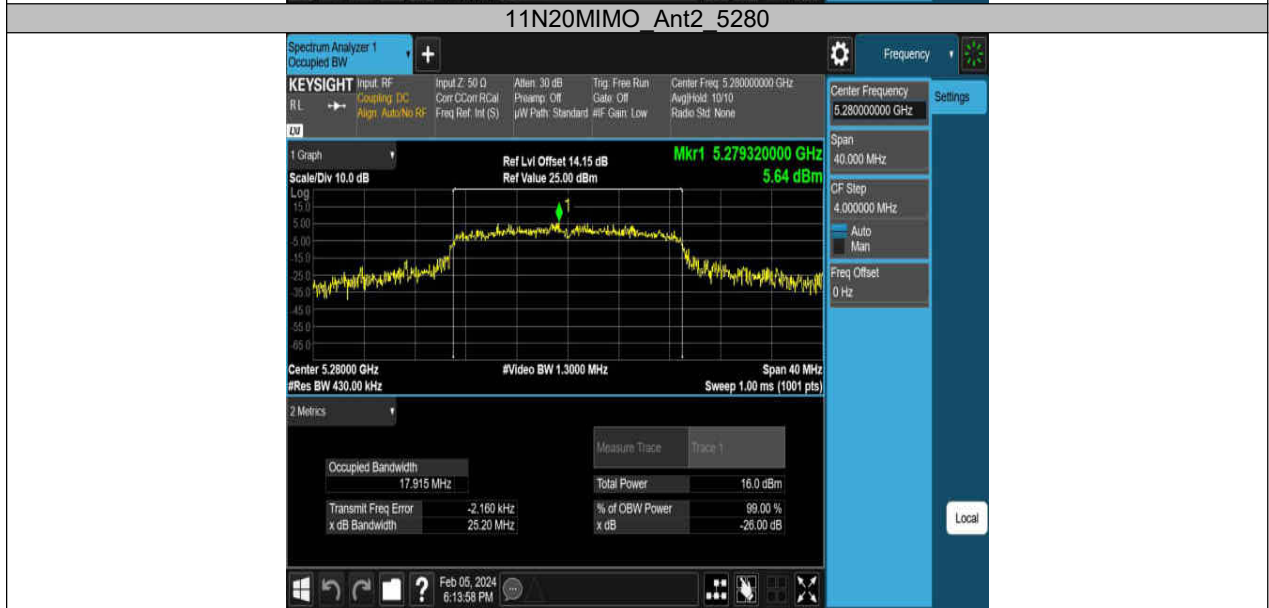 11N20MIMO_Ant2_5280
Spectrum Analyzer 1
Occupied BW
+
Frequency
KEYSIGHT
RL
LXI
Input: RF
Coupling: DC
Align: Auto/No RF
Input Z: 50 Ω
Corr CCorr RCal
Freq Ref: Int (S)
Atten: 30 dB
Preamp: Off
µW Path: Standard
Trig: Free Run
Gate: Off
#IF Gain: Low
Center Freq: 5.280000000 GHz
Avg|Hold: 10/10
Radio Std: None
Center Frequency
5.280000000 GHz
Settings
Span
40.000 MHz
CF Step
4.000000 MHz
Auto
Man
Freq Offset
0 Hz
Local
1 Graph
Scale/Div 10.0 dB
Ref Lvl Offset 14.15 dB
Ref Value 25.00 dBm
Mkr1 5.279320000 GHz
5.64 dBm
Log
15.0
5.00
-5.00
-15.0
-25.0
-35.0
-45.0
-55.0
-65.0
1
Center 5.28000 GHz
#Res BW 430.00 kHz
#Video BW 1.3000 MHz
Span 40 MHz
Sweep 1.00 ms (1001 pts)
2 Metrics
Measure Trace
Trace 1
Occupied Bandwidth
17.915 MHz
Total Power
16.0 dBm
Transmit Freq Error
-2.160 kHz
% of OBW Power
99.00 %
x dB Bandwidth
25.20 MHz
x dB
-26.00 dB
?
Feb 05, 2024
6:13:58 PM